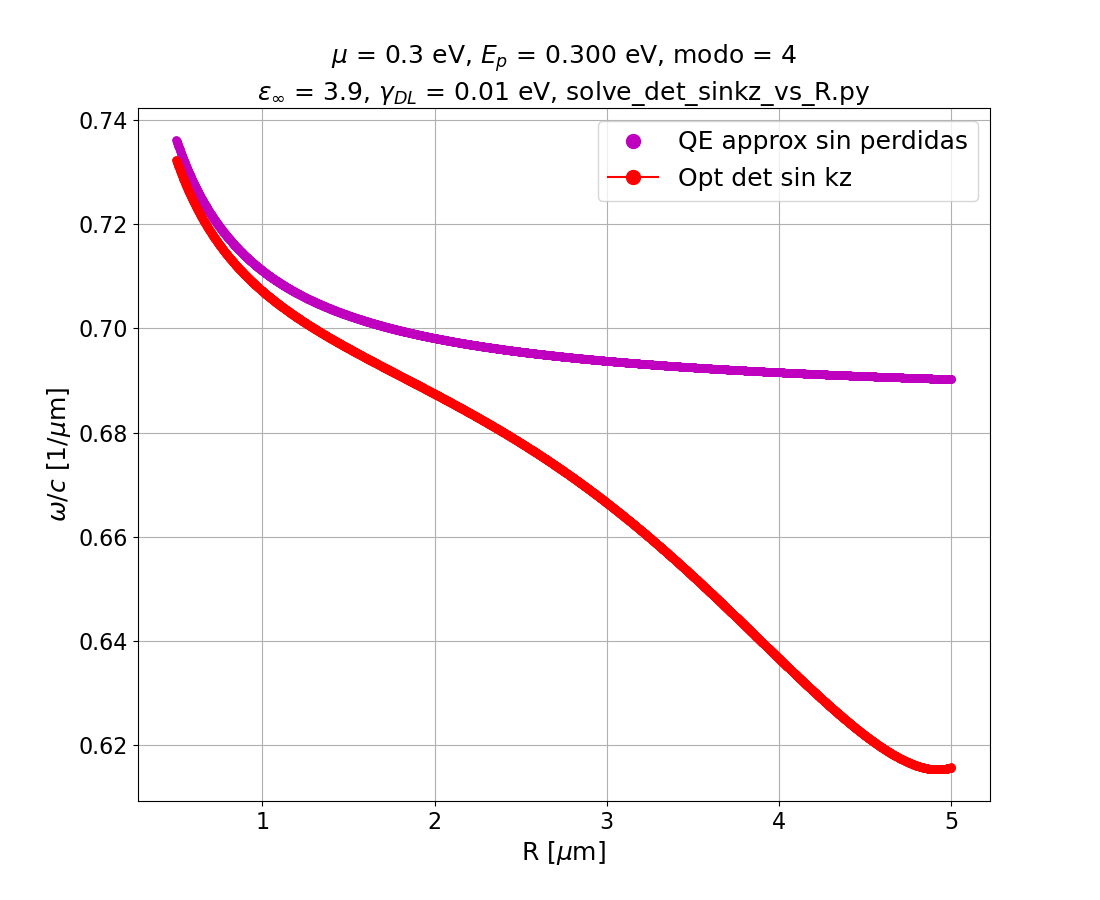 μ = 0.3 eV, E_p = 0.300 eV, modo = 4
ε_∞ = 3.9, γ_DL = 0.01 eV, solve_det_sinkz_vs_R.py
QE approx sin perdidas
Opt det sin kz
0.74
0.72
0.70
0.68
0.66
0.64
0.62
ω/c [1/μm]
1 2 3 4 5
R [μm]